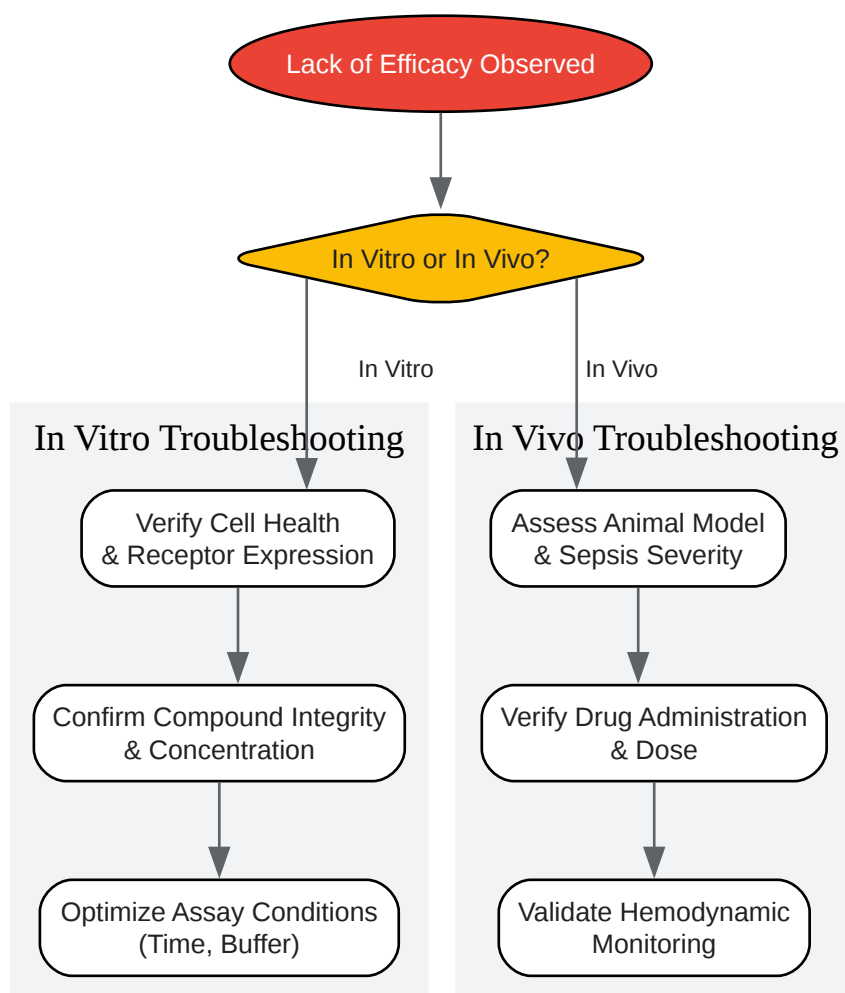 Lack of Efficacy Observed
In Vitro or In Vivo?
In Vitro
In Vivo
In Vitro Troubleshooting
Verify Cell Health
& Receptor Expression
Confirm Compound Integrity
& Concentration
Optimize Assay Conditions
(Time, Buffer)
In Vivo Troubleshooting
Assess Animal Model
& Sepsis Severity
Verify Drug Administration
& Dose
Validate Hemodynamic
Monitoring